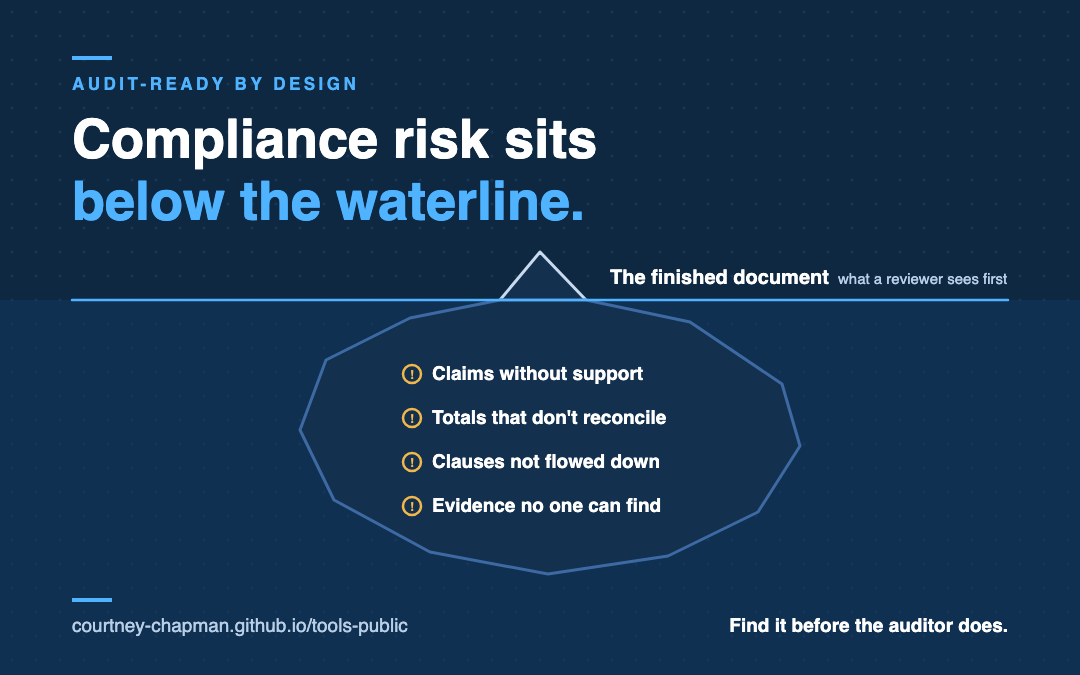 AUDIT-READY BY DESIGN
Compliance risk sits
below the waterline.
The finished document what a reviewer sees first
! Claims without support
! Totals that don't reconcile
! Clauses not flowed down
! Evidence no one can find
courtney-chapman.github.io/tools-public
Find it before the auditor does.